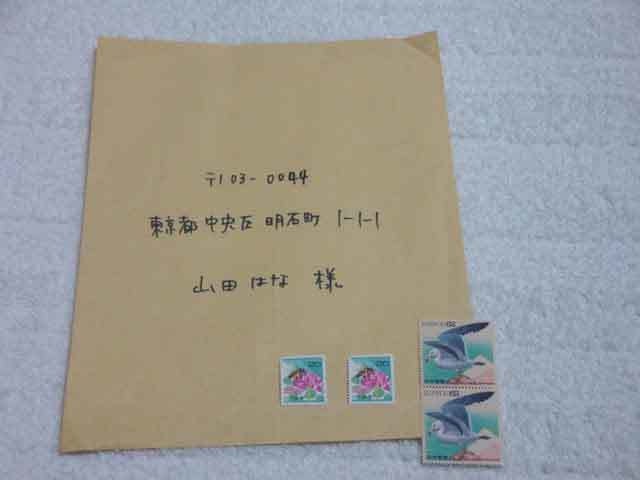 〒103-0044
東京都中央区明石町 1-1-1
山田はな 様